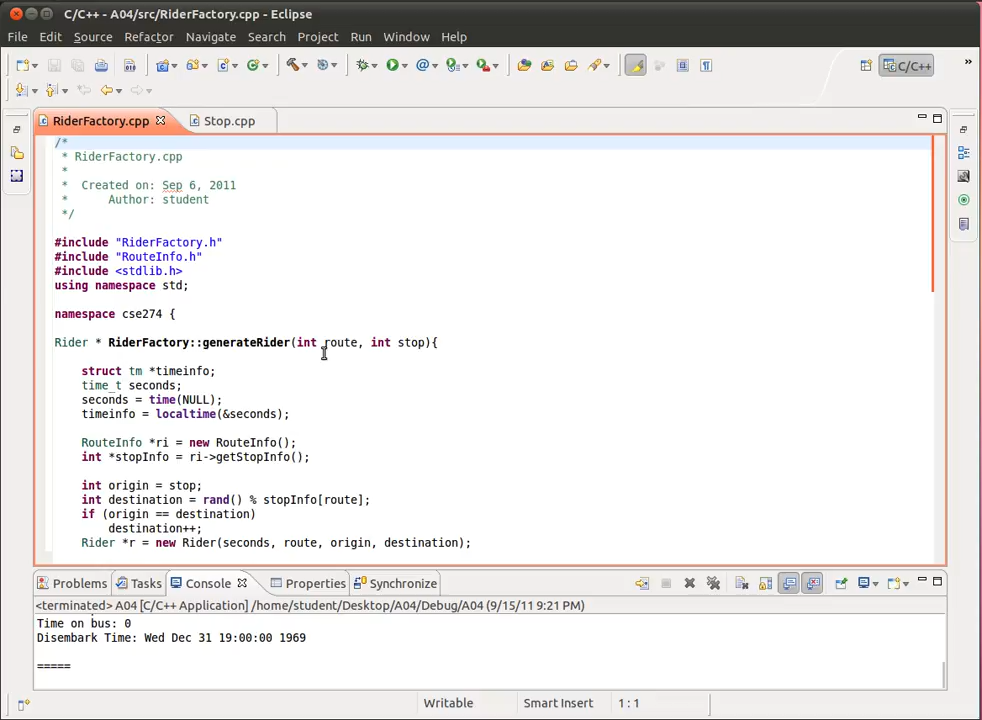 C/C++ - A04/src/RiderFactory.cpp - Eclipse
File Edit Source Refactor Navigate Search Project Run Window Help
C/C++ »
RiderFactory.cpp Stop.cpp
/*
 * RiderFactory.cpp
 *
 *  Created on: Sep 6, 2011
 *      Author: student
 */
#include "RiderFactory.h"
#include "RouteInfo.h"
#include <stdlib.h>
using namespace std;
namespace cse274 {
Rider * RiderFactory::generateRider(int route, int stop){
    struct tm *timeinfo;
    time_t seconds;
    seconds = time(NULL);
    timeinfo = localtime(&seconds);
    RouteInfo *ri = new RouteInfo();
    int *stopInfo = ri->getStopInfo();
    int origin = stop;
    int destination = rand() % stopInfo[route];
    if (origin == destination)
        destination++;
    Rider *r = new Rider(seconds, route, origin, destination);
Problems Tasks Console Properties Synchronize
<terminated> A04 [C/C++ Application] /home/student/Desktop/A04/Debug/A04 (9/15/11 9:21 PM)
Time on bus: 0
Disembark Time: Wed Dec 31 19:00:00 1969
=====
Writable Smart Insert 1 : 1